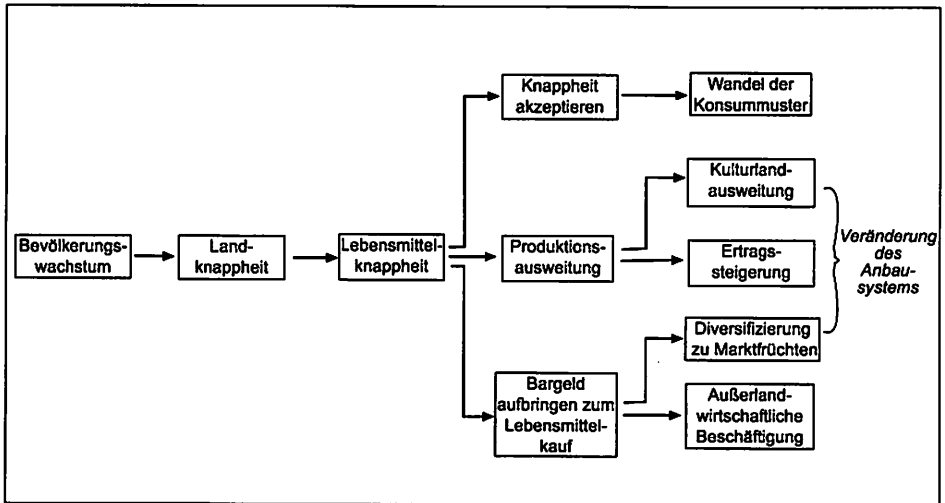 Knappheit
akzeptieren
Wandel der
Konsummuster
Kulturland-
ausweitung
Bevölkerungs-
wachstum
Land-
knappheit
Lebensmittel-
knappheit
Produktions-
ausweitung
Ertrags-
steigerung
Veränderung
des
Anbau-
systems
Diversifizierung
zu Marktfrüchten
Bargeld
aufbringen zum
Lebensmittel-
kauf
Außerland-
wirtschaftliche
Beschäftigung